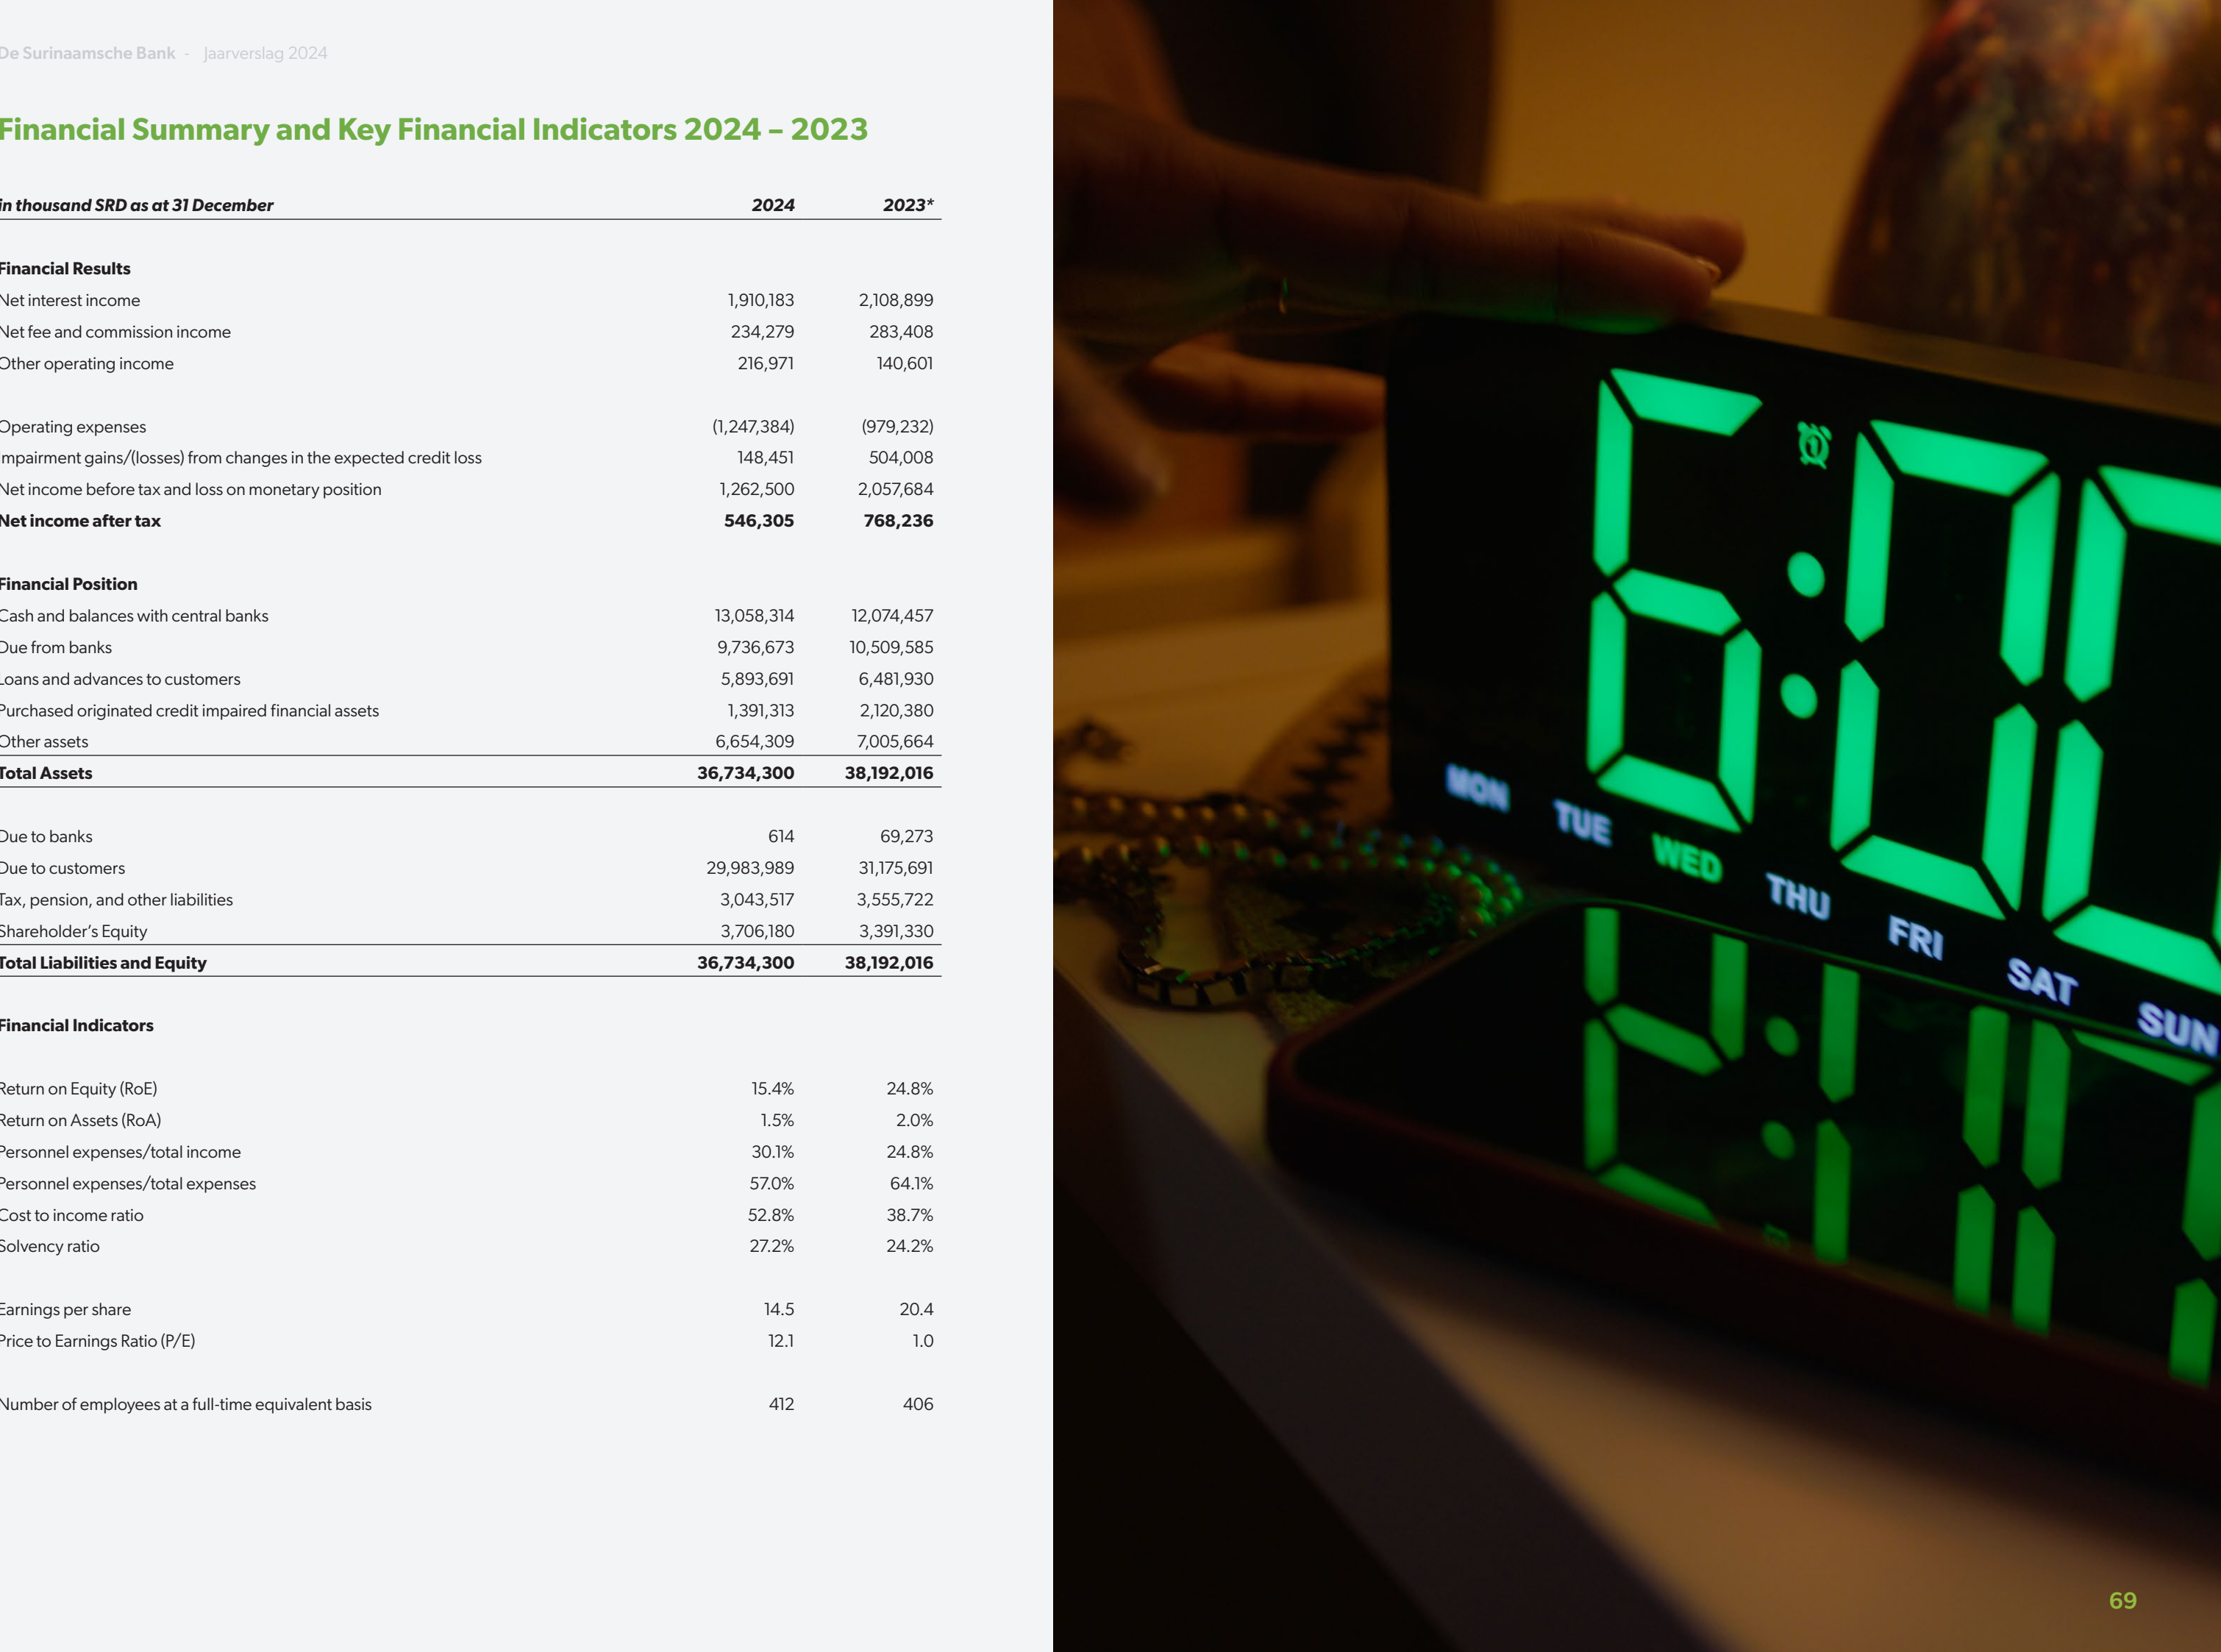 De Surinaamsche Bank - Jaarverslag 2024
Financial Summary and Key Financial Indicators 2024 – 2023
in thousand SRD as at 31 December 2024 2023*
Financial Results
Net interest income 1,910,183 2,108,899
Net fee and commission income 234,279 283,408
Other operating income 216,971 140,601
Operating expenses (1,247,384) (979,232)
Impairment gains/(losses) from changes in the expected credit loss 148,451 504,008
Net income before tax and loss on monetary position 1,262,500 2,057,684
Net income after tax 546,305 768,236
Financial Position
Cash and balances with central banks 13,058,314 12,074,457
Due from banks 9,736,673 10,509,585
Loans and advances to customers 5,893,691 6,481,930
Purchased originated credit impaired financial assets 1,391,313 2,120,380
Other assets 6,654,309 7,005,664
Total Assets 36,734,300 38,192,016
Due to banks 614 69,273
Due to customers 29,983,989 31,175,691
Tax, pension, and other liabilities 3,043,517 3,555,722
Shareholder's Equity 3,706,180 3,391,330
Total Liabilities and Equity 36,734,300 38,192,016
Financial Indicators
Return on Equity (RoE) 15.4% 24.8%
Return on Assets (RoA) 1.5% 2.0%
Personnel expenses/total income 30.1% 24.8%
Personnel expenses/total expenses 57.0% 64.1%
Cost to income ratio 52.8% 38.7%
Solvency ratio 27.2% 24.2%
Earnings per share 14.5 20.4
Price to Earnings Ratio (P/E) 12.1 1.0
Number of employees at a full-time equivalent basis 412 406
6:00
MON TUE WED THU FRI SAT SUN
69